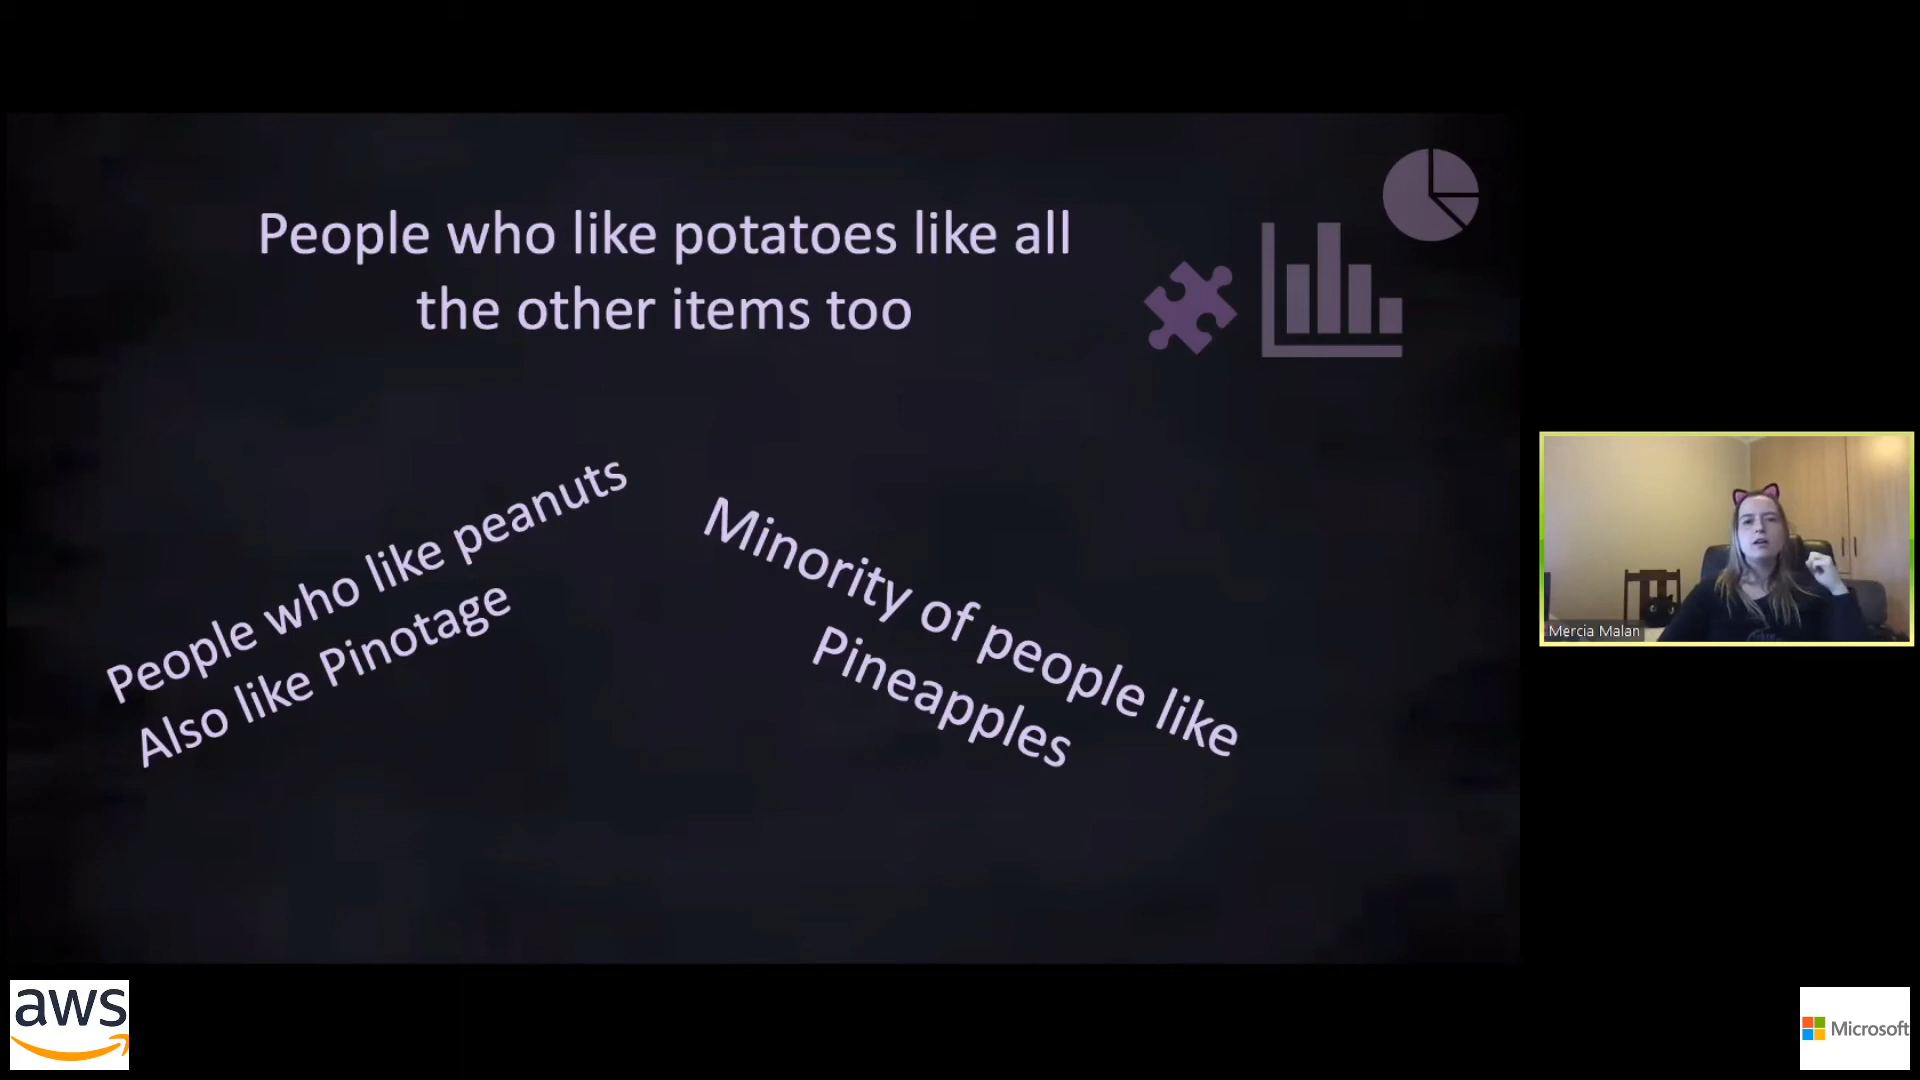 People who like potatoes like all
the other items too
People who like peanuts
Also like Pinotage
Minority of people like
Pineapples
Mercia Malan
aws
Microsoft